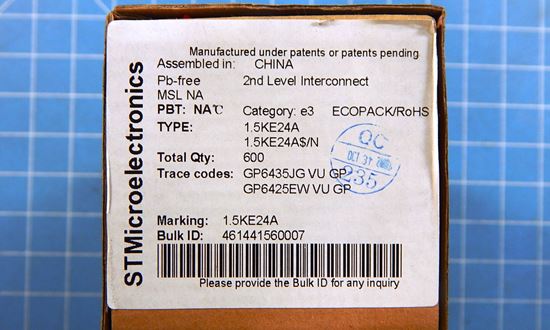 STMicroelectronics
Manufactured under patents or patents pending
Assembled in: CHINA
Pb-free 2nd Level Interconnect
MSL NA
PBT: NA℃ Category: e3 ECOPACK/RoHS
TYPE: 1.5KE24A
1.5KE24A$/N
Total Qty: 600
Trace codes: GP6435JG VU GP
GP6425EW VU GP
QC
235
Marking: 1.5KE24A
Bulk ID: 461441560007
Please provide the Bulk ID for any inquiry